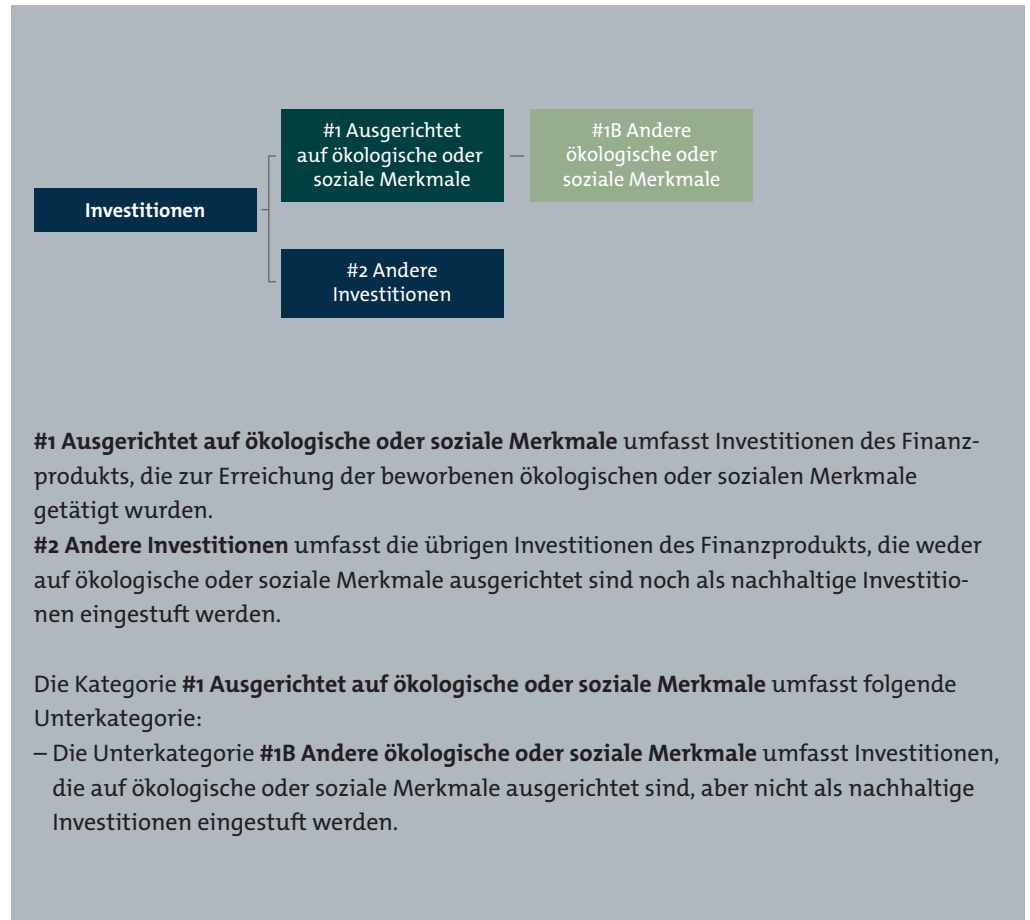 #1 Ausgerichtet
auf ökologische oder
soziale Merkmale
#1B Andere
ökologische oder
soziale Merkmale
Investitionen
#2 Andere
Investitionen
#1 Ausgerichtet auf ökologische oder soziale Merkmale umfasst Investitionen des Finanz-
produkts, die zur Erreichung der beworbenen ökologischen oder sozialen Merkmale
getätigt wurden.
#2 Andere Investitionen umfasst die übrigen Investitionen des Finanzprodukts, die weder
auf ökologische oder soziale Merkmale ausgerichtet sind noch als nachhaltige Investitio-
nen eingestuft werden.
Die Kategorie #1 Ausgerichtet auf ökologische oder soziale Merkmale umfasst folgende
Unterkategorie:
– Die Unterkategorie #1B Andere ökologische oder soziale Merkmale umfasst Investitionen,
die auf ökologische oder soziale Merkmale ausgerichtet sind, aber nicht als nachhaltige
Investitionen eingestuft werden.